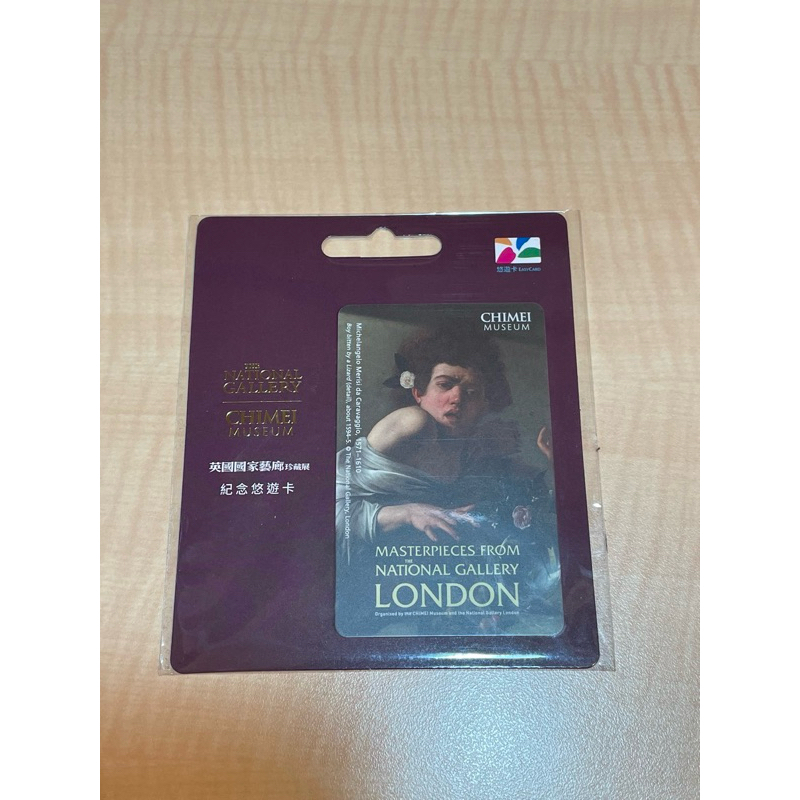 悠遊卡 EASYCARD
THE
NATIONAL
GALLERY
CHIMEI
MUSEUM
英國國家藝廊珍藏展
紀念悠遊卡
CHIMEI
MUSEUM
Michelangelo Merisi da Caravaggio, 1571-1610
Boy bitten by a Lizard (detail), about 1594-5. © The National Gallery, London
MASTERPIECES FROM
THE
NATIONAL GALLERY
LONDON
Organized by the CHIMEI Museum and the National Gallery London